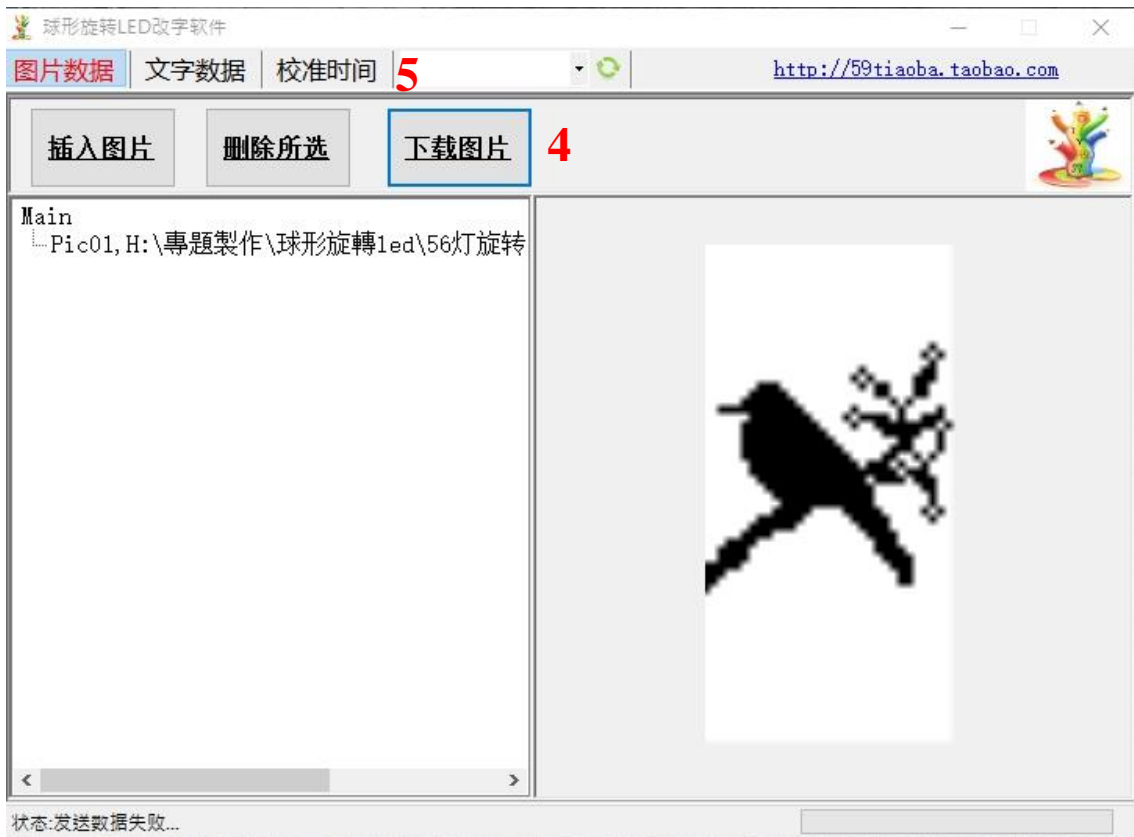 球形旋转LED改字软件
图片数据 文字数据 校准时间 5 http://59tiaoba.taobao.com
插入图片 删除所选 下载图片 4
Main
Pic01,H:\專題製作\球形旋轉led\56灯旋转
状态:发送数据失败...